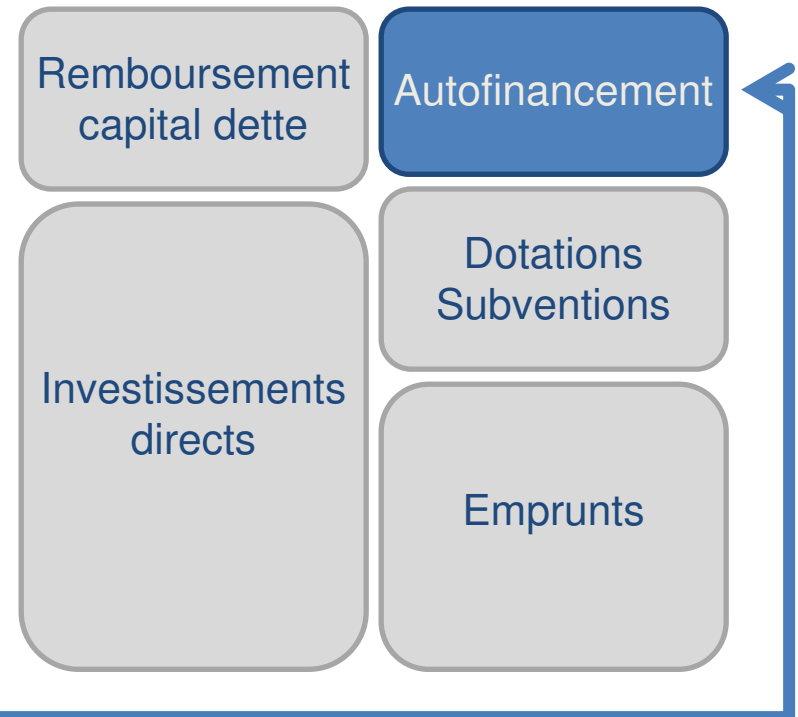 Remboursement
capital dette
Autofinancement
Dotations
Subventions
Investissements
directs
Emprunts